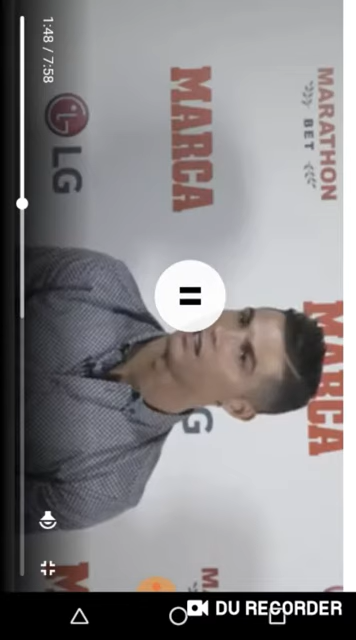 1:48 / 7:58
MARATHON
BET
MARCA
LG
MARCA
G
M
M
DU RECORDER